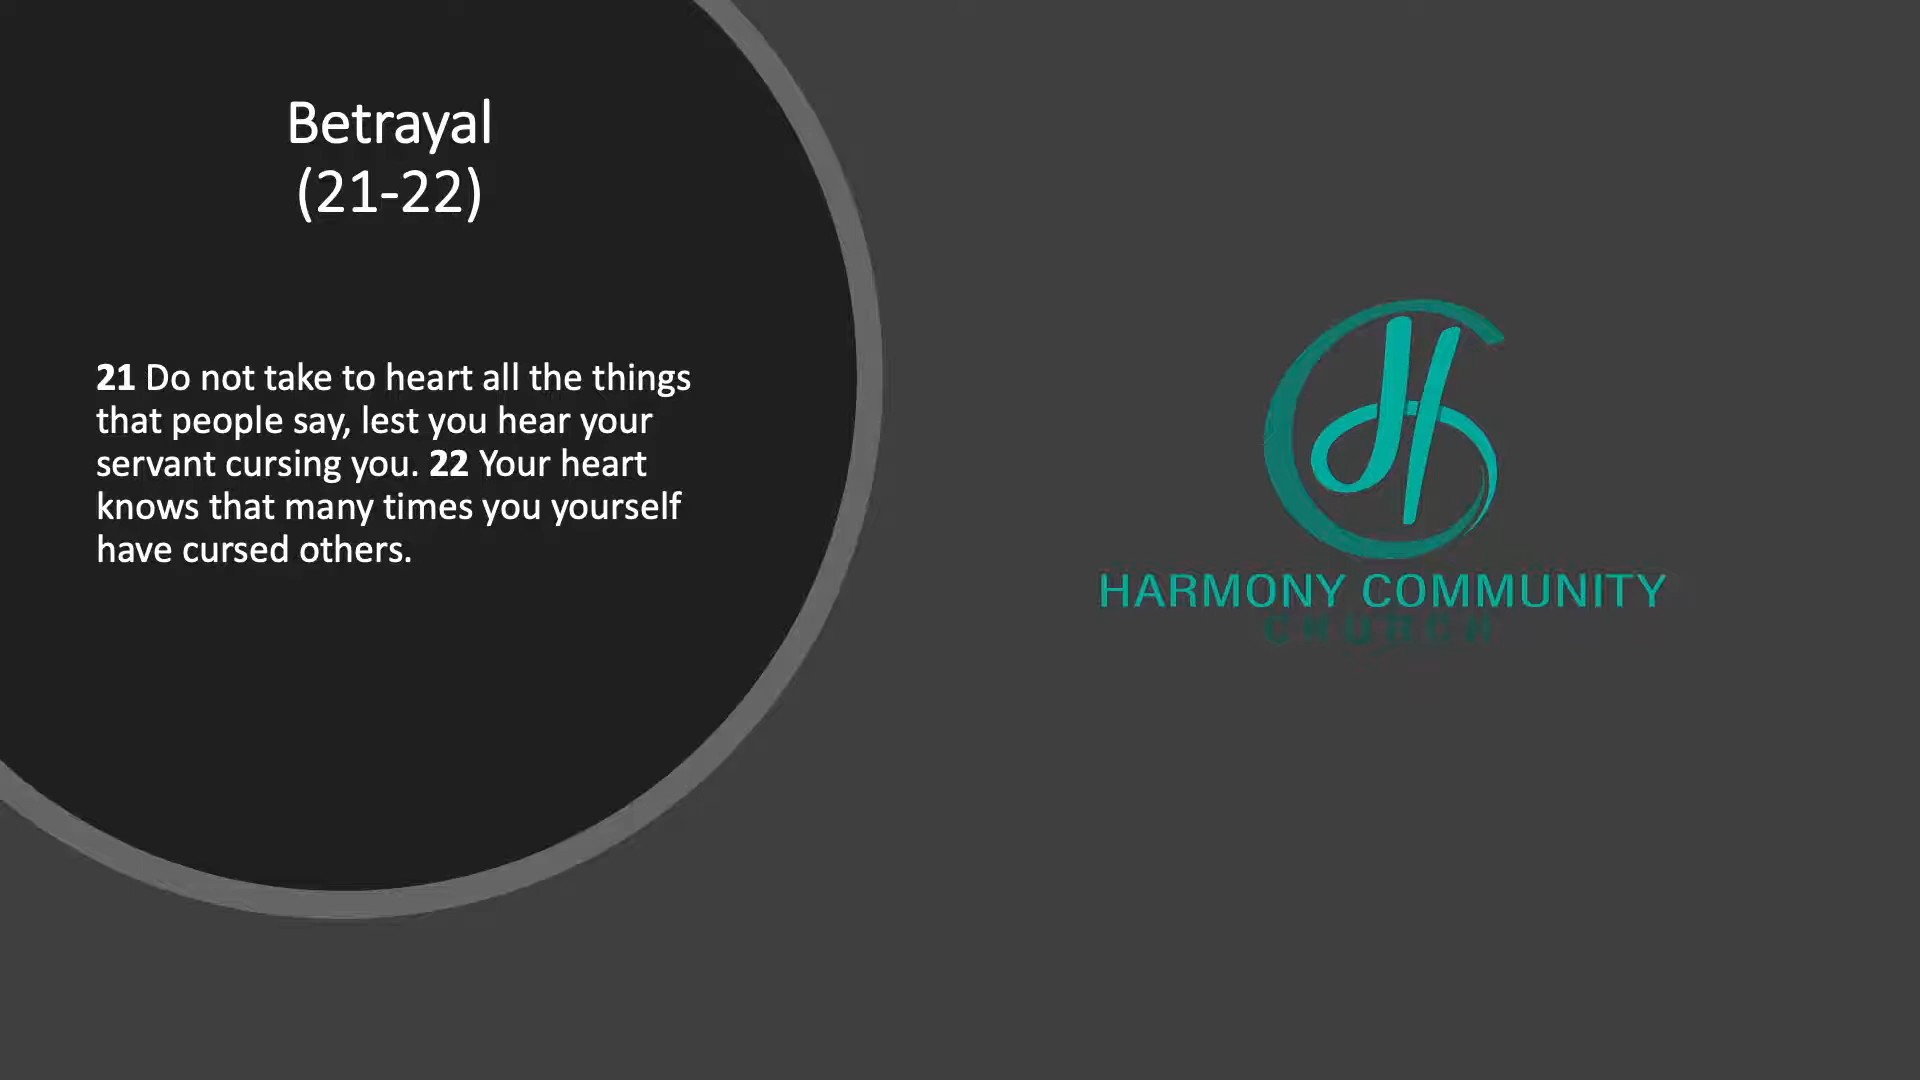 Betrayal
(21-22)
21 Do not take to heart all the things
that people say, lest you hear your
servant cursing you. 22 Your heart
knows that many times you yourself
have cursed others.
HARMONY COMMUNITY
CHURCH